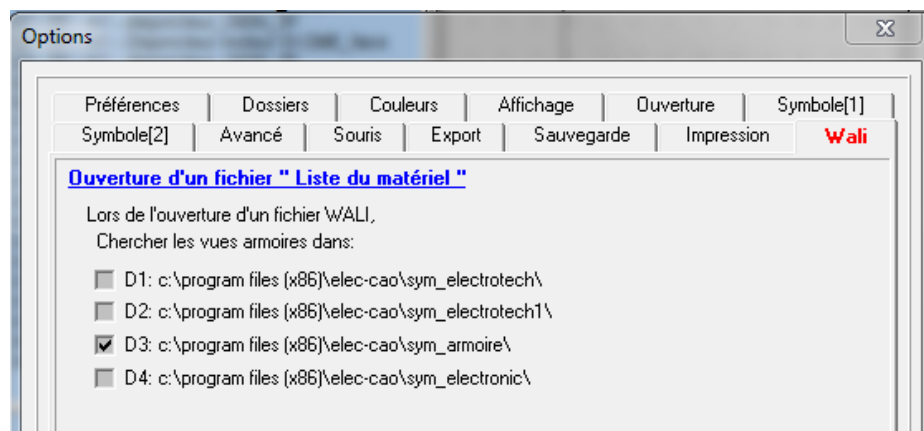 Options
Préférences Dossiers Couleurs Affichage Ouverture Symbole[1]
Symbole[2] Avancé Souris Export Sauvegarde Impression Wali
Ouverture d'un fichier " Liste du matériel "
Lors de l'ouverture d'un fichier WALI,
Chercher les vues armoires dans:
D1: c:\program files (x86)\elec-cao\sym_electrotech\
D2: c:\program files (x86)\elec-cao\sym_electrotech1\
D3: c:\program files (x86)\elec-cao\sym_armoire\
D4: c:\program files (x86)\elec-cao\sym_electronic\